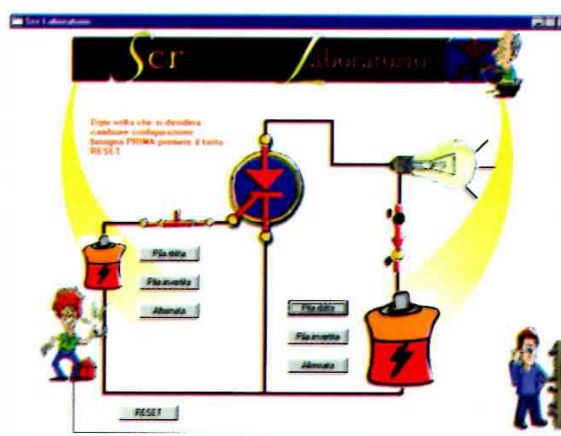 Scr Laboratorio
Scr Laboratorio
Ogni volta che si desidera
cambiare configurazione
bisogna PRIMA premere il tasto
RESET
Pila diritta
Pila invertita
Alternata
Pila diritta
Pila invertita
Alternata
RESET